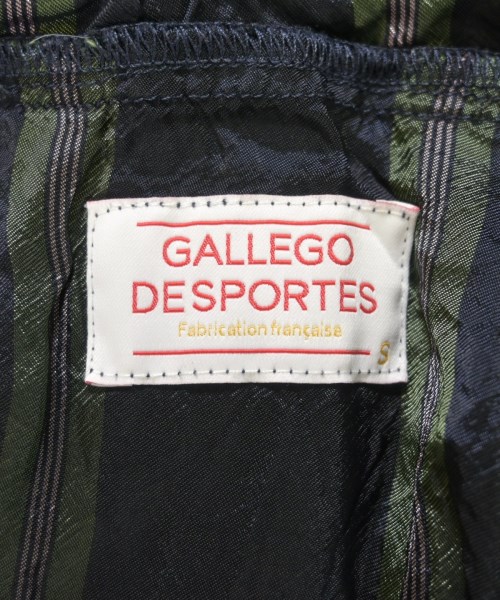 GALLEGO
DESPORTES
Fabrication française
S